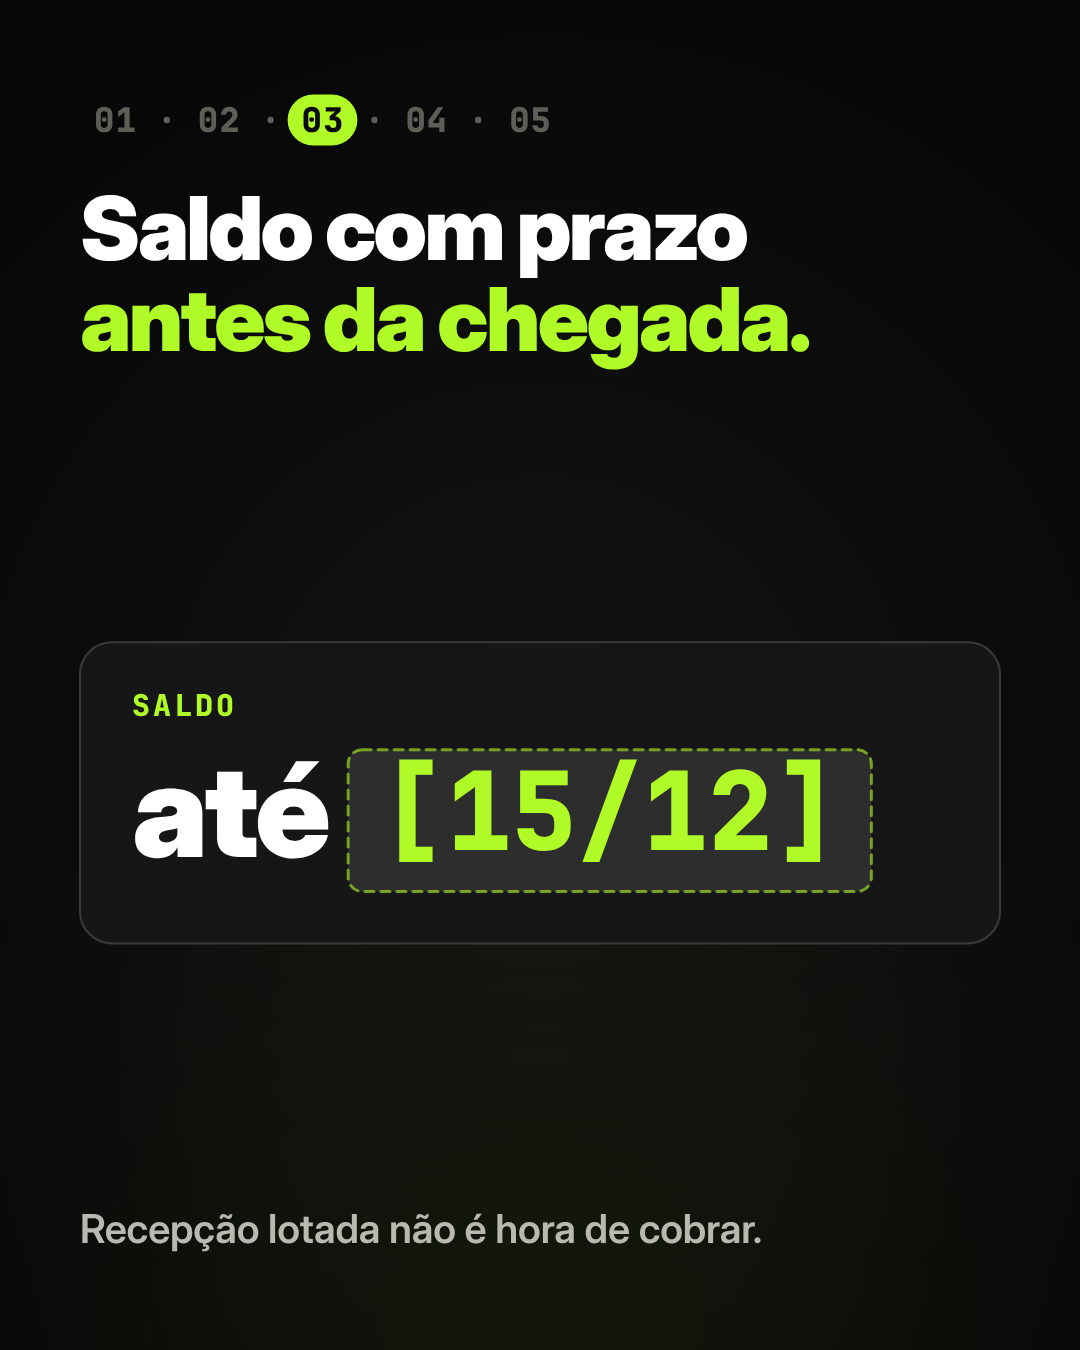 01 · 02 · 03 · 04 · 05
Saldo com prazo
antes da chegada.
SALDO
até [15/12]
Recepção lotada não é hora de cobrar.